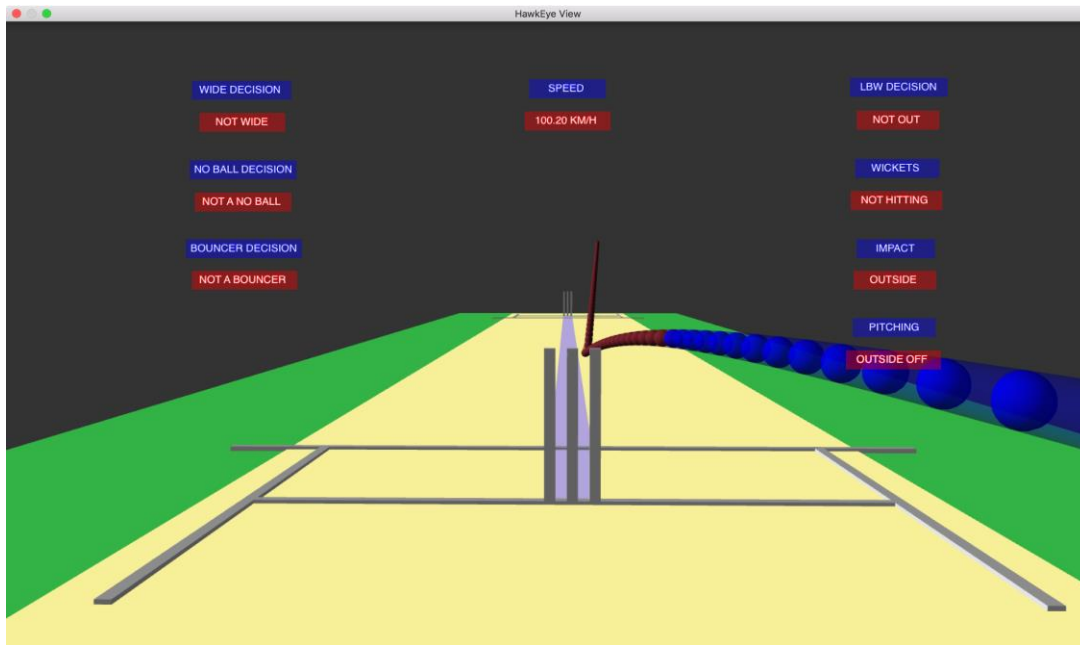 HawkEye View
WIDE DECISION
NOT WIDE
NO BALL DECISION
NOT A NO BALL
BOUNCER DECISION
NOT A BOUNCER
SPEED
100.20 KM/H
LBW DECISION
NOT OUT
WICKETS
NOT HITTING
IMPACT
OUTSIDE
PITCHING
OUTSIDE OFF